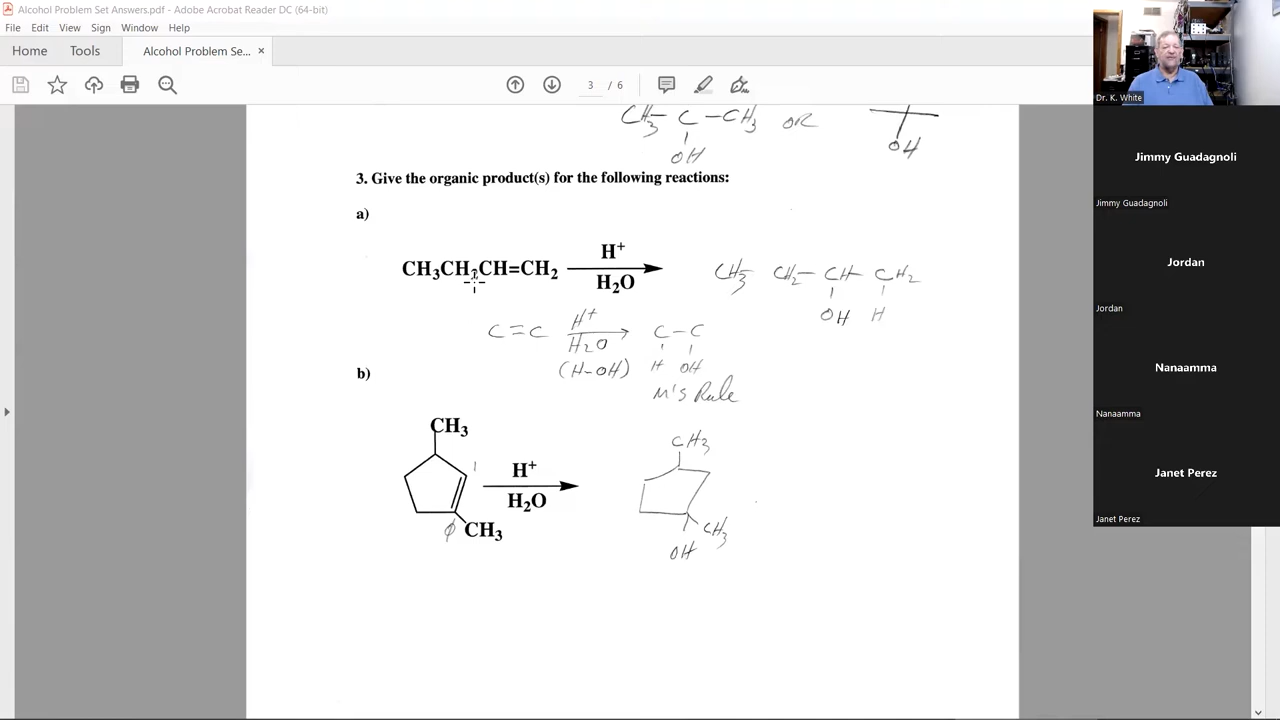 Alcohol Problem Set Answers.pdf - Adobe Acrobat Reader DC (64-bit)
File Edit View Sign Window Help
Home Tools Alcohol Problem Se... ×
3 / 6
CH3– C –CH3 OR
OH OH
3. Give the organic product(s) for the following reactions:
a)
CH3CH2CH=CH2 H+ H2O CH3 CH2– CH– CH2
OH H
C=C H+ H2O C–C
(H-OH) H OH
M's Rule
b)
CH3 CH3
1
H+
H2O
φ CH3 CH3
OH
Dr. K. White
Jimmy Guadagnoli
Jimmy Guadagnoli
Jordan
Jordan
Nanaamma
Nanaamma
Janet Perez
Janet Perez